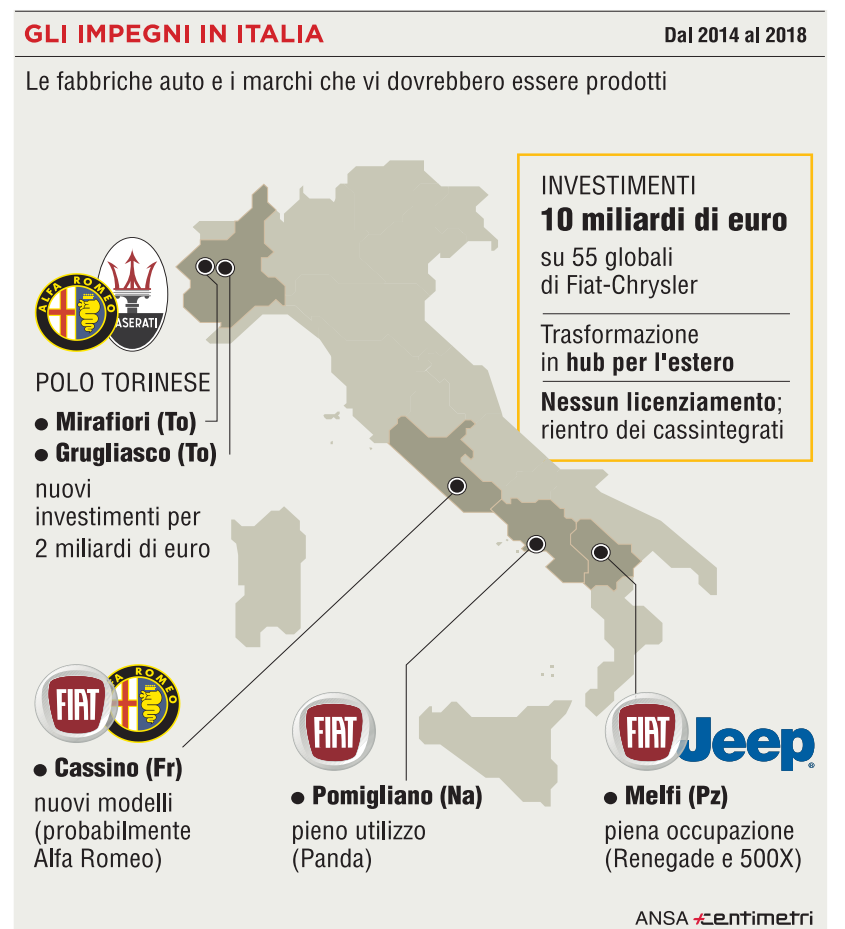 GLI IMPEGNI IN ITALIA
Dal 2014 al 2018
Le fabbriche auto e i marchi che vi dovrebbero essere prodotti
INVESTIMENTI
10 miliardi di euro
su 55 globali
di Fiat-Chrysler
Trasformazione
in hub per l'estero
Nessun licenziamento;
rientro dei cassintegrati
ALFA ROMEO
ASERATI
POLO TORINESE
● Mirafiori (To)
● Grugliasco (To)
nuovi
investimenti per
2 miliardi di euro
FIAT
FA ROMEO
● Cassino (Fr)
nuovi modelli
(probabilmente
Alfa Romeo)
FIAT
● Pomigliano (Na)
pieno utilizzo
(Panda)
FIAT
Jeep®
● Melfi (Pz)
piena occupazione
(Renegade e 500X)
ANSA centimetri